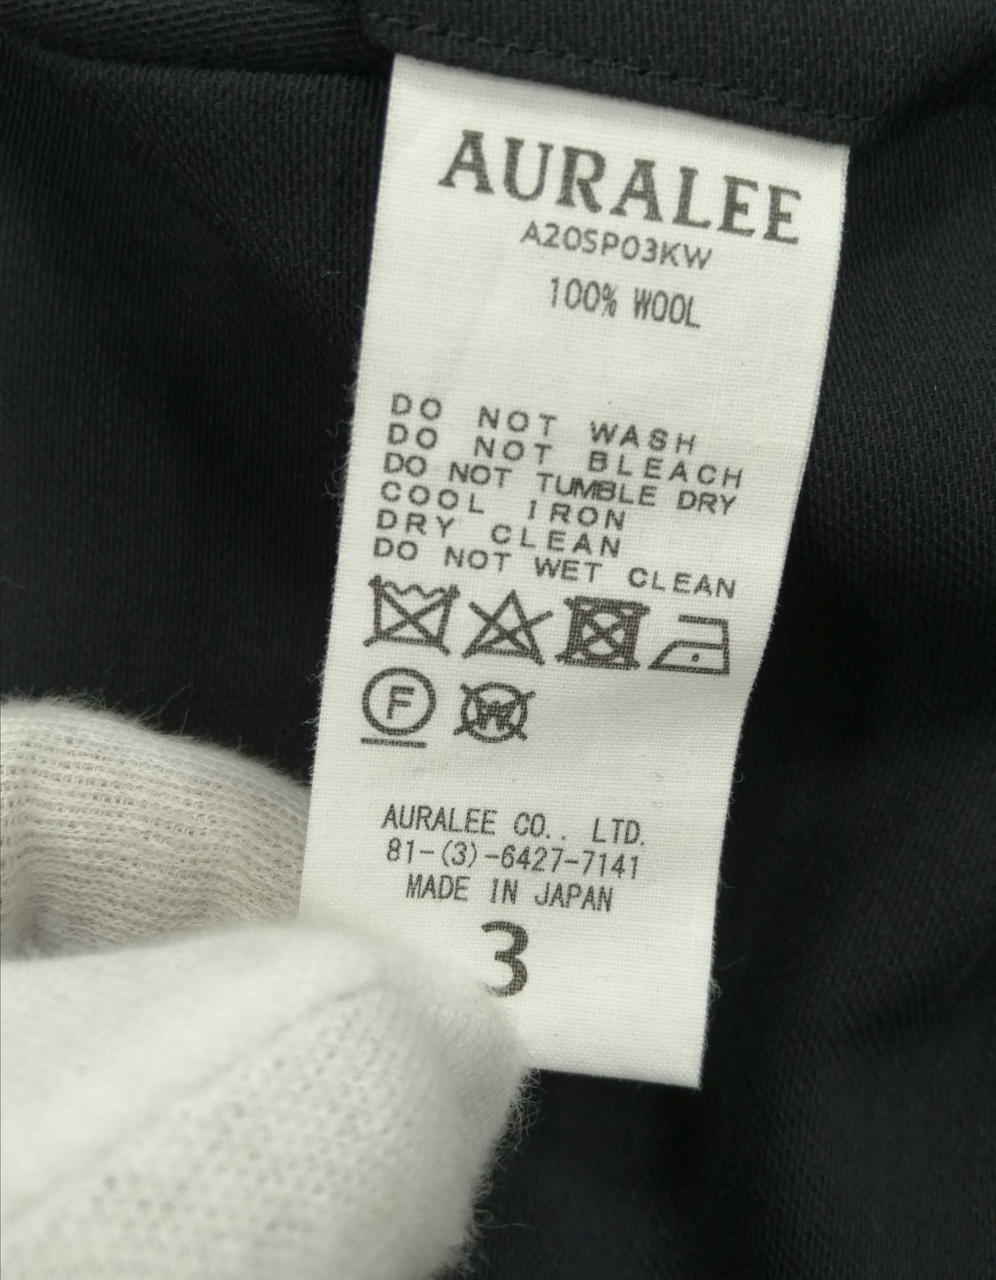 AURALEE
A20SP03KW
100% WOOL
DO NOT WASH
DO NOT BLEACH
DO NOT TUMBLE DRY
COOL IRON
DRY CLEAN
DO NOT WET CLEAN
F W
AURALEE CO.. LTD.
81-(3)-6427-7141
MADE IN JAPAN
3